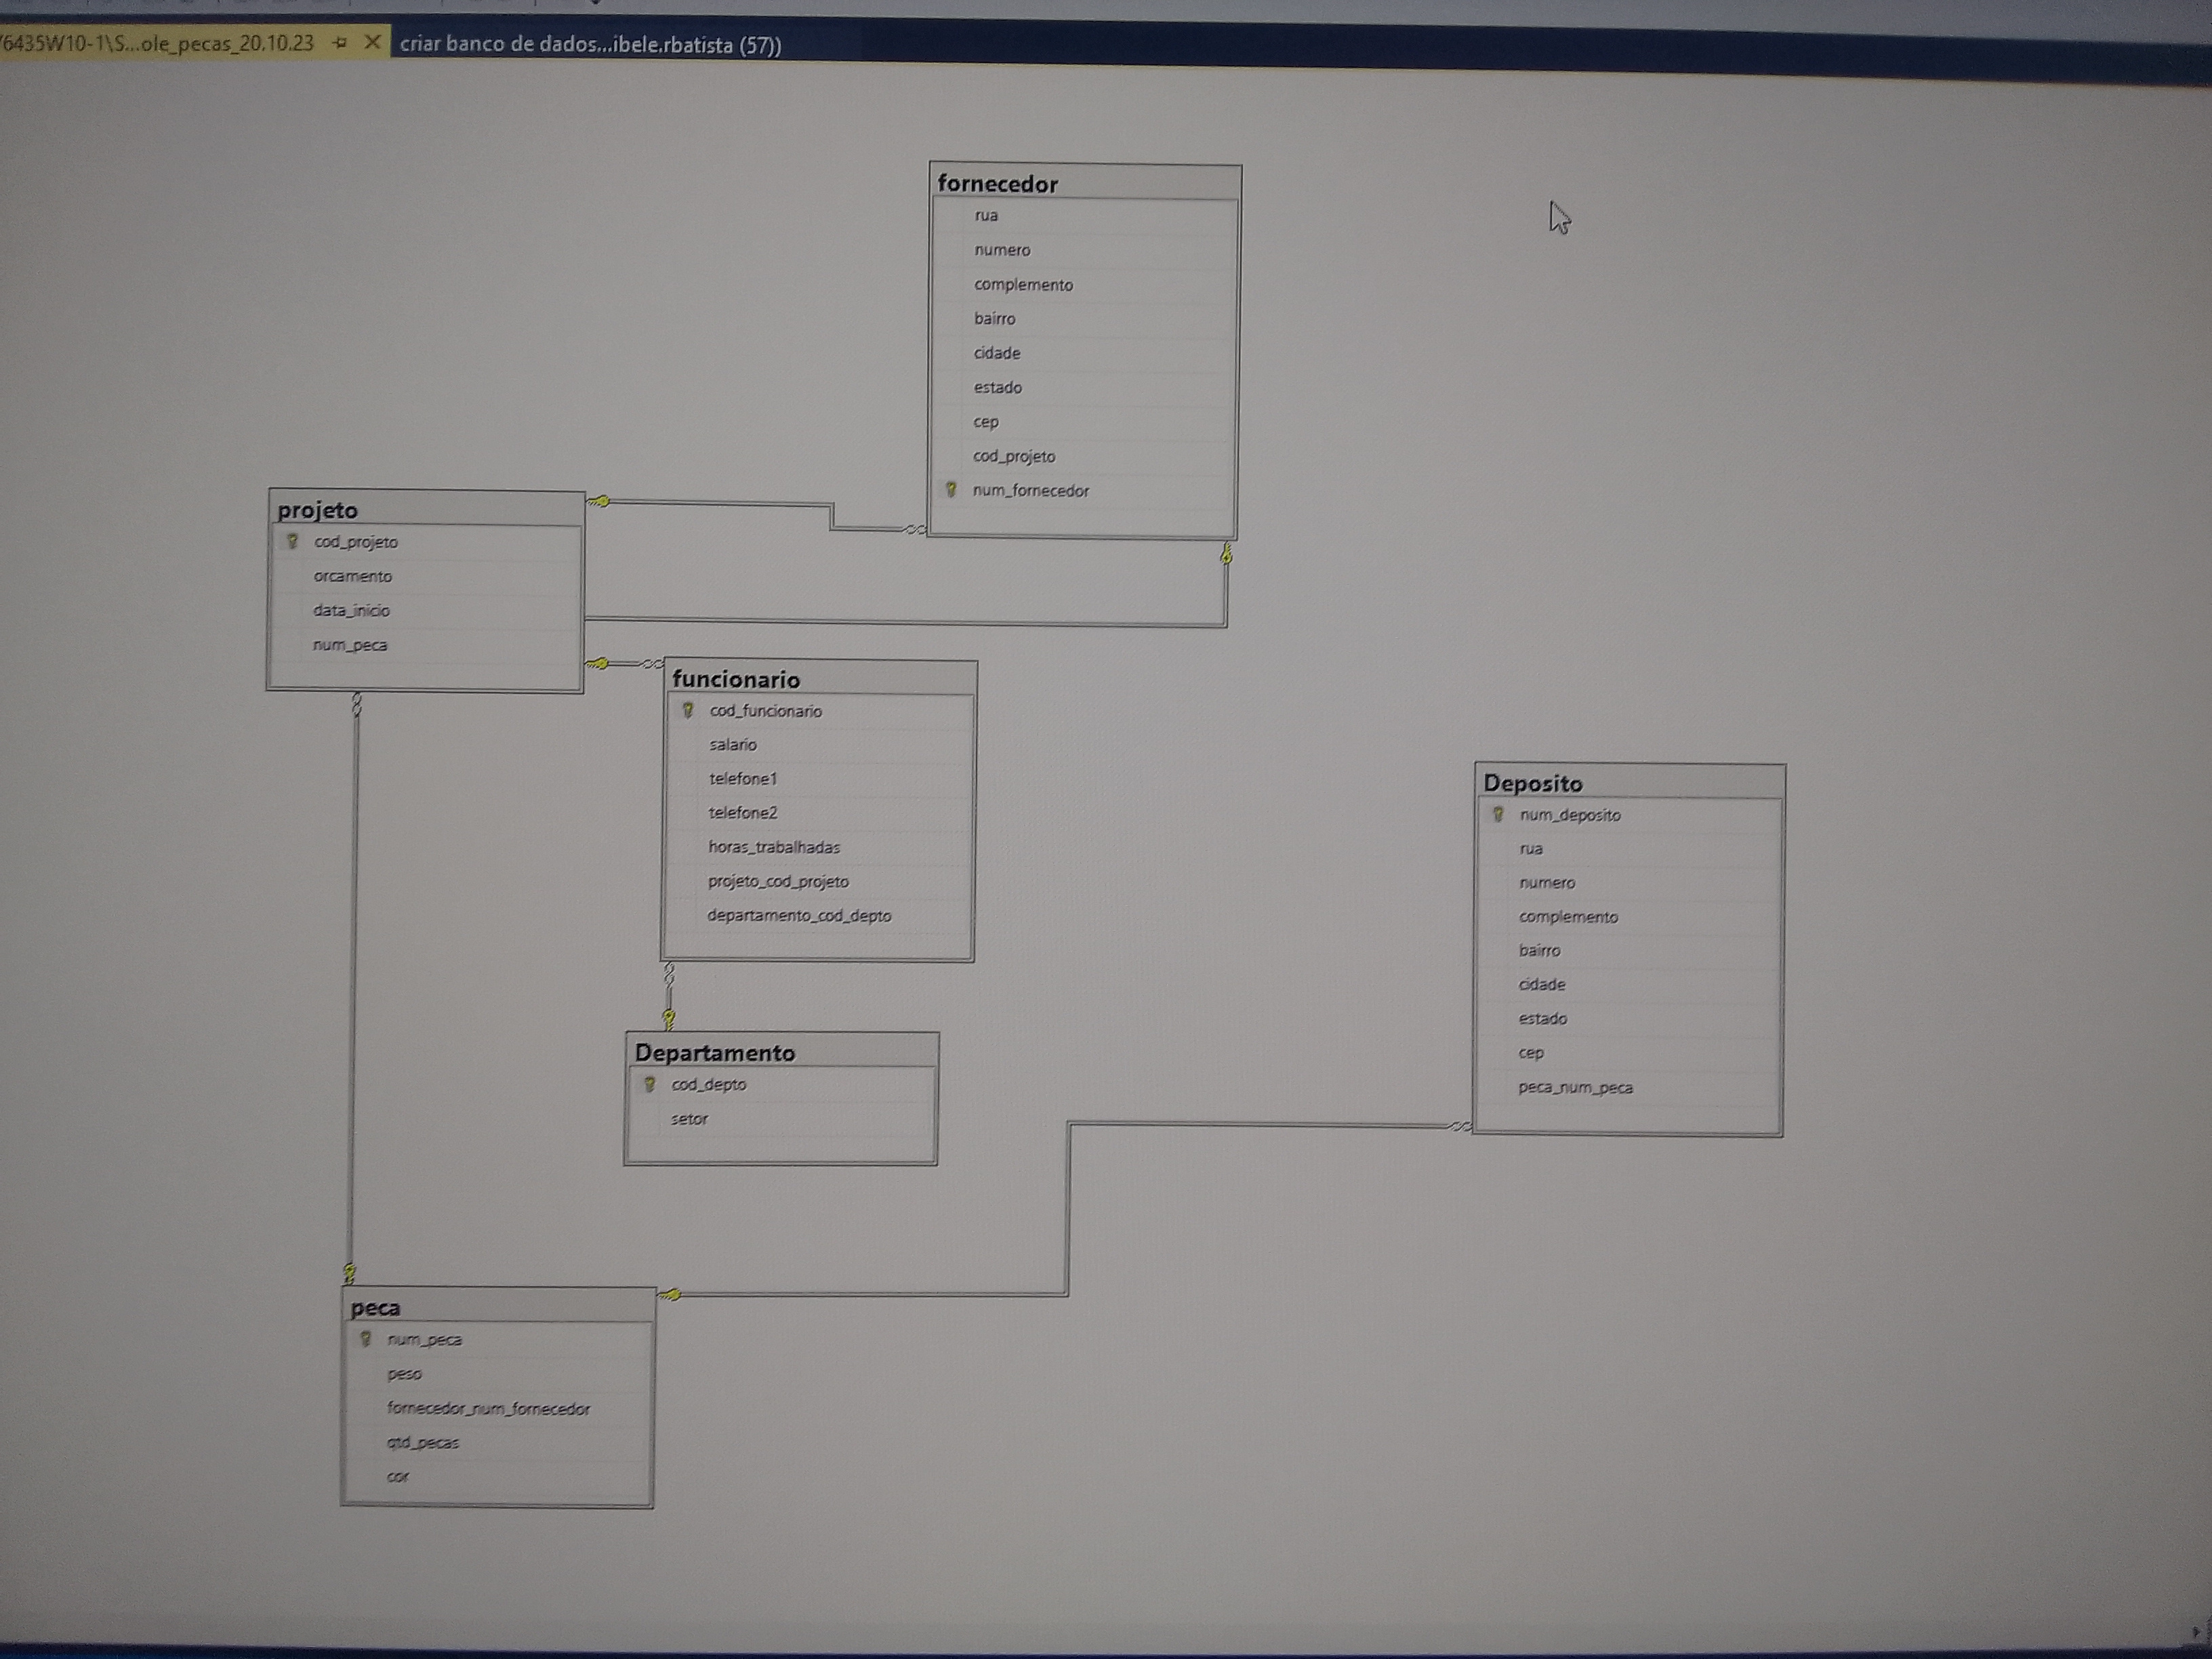 76435W10-1\S...ole_pecas_20.10.23
criar banco de dados...ibele.rbatista (57))
fornecedor
rua
numero
complemento
bairro
cidade
estado
cep
cod_projeto
num_fornecedor
projeto
cod_projeto
orcamento
data_inicio
num_peca
funcionario
cod_funcionario
salario
telefone1
telefone2
horas_trabalhadas
projeto_cod_projeto
departamento_cod_depto
Deposito
num_deposito
rua
numero
complemento
bairro
cidade
estado
cep
peca_num_peca
Departamento
cod_depto
setor
peca
num_peca
peso
fornecedor_num_fornecedor
qtd_pecas
cor